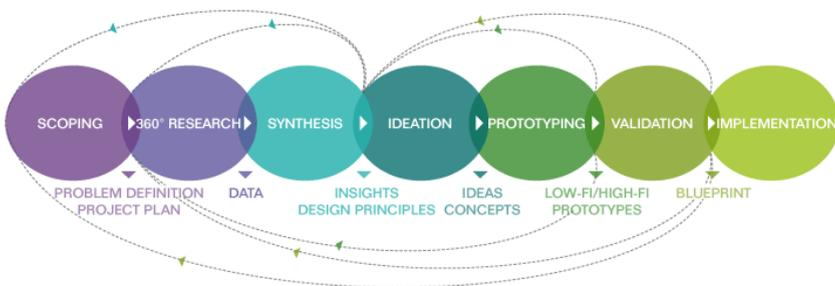 SCOPING
360° RESEARCH
SYNTHESIS
IDEATION
PROTOTYPING
VALIDATION
IMPLEMENTATION
PROBLEM DEFINITION
PROJECT PLAN
DATA
INSIGHTS
DESIGN PRINCIPLES
IDEAS
CONCEPTS
LOW-FI/HIGH-FI
PROTOTYPES
BLUEPRINT